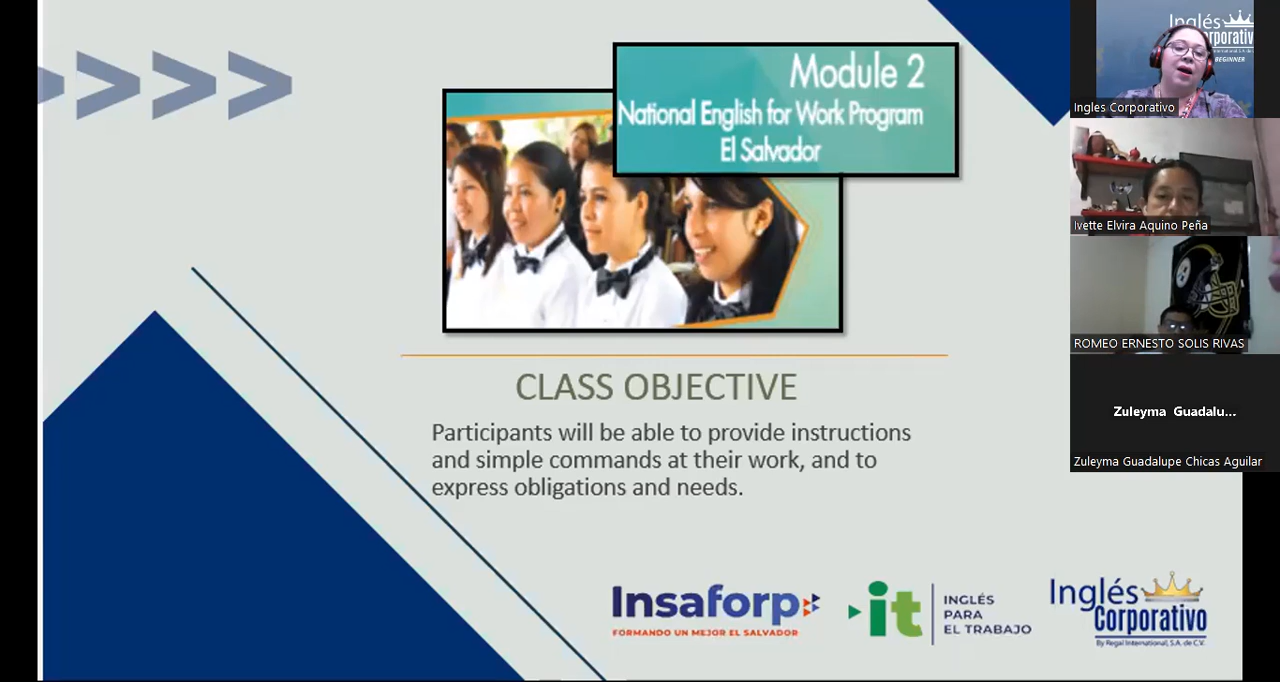 Module 2
National English for Work Program
El Salvador
CLASS OBJECTIVE
Participants will be able to provide instructions
and simple commands at their work, and to
express obligations and needs.
Insaforp
FORMANDO UN MEJOR EL SALVADOR
it
INGLÉS
PARA
EL TRABAJO
Inglés
Corporativo
By Regal International, S.A. de C.V.
Inglés
BEGINNER
Ingles Corporativo
Ivette Elvira Aquino Peña
ROMEO ERNESTO SOLIS RIVAS
Zuleyma Guadalu...
Zuleyma Guadalupe Chicas Aguilar